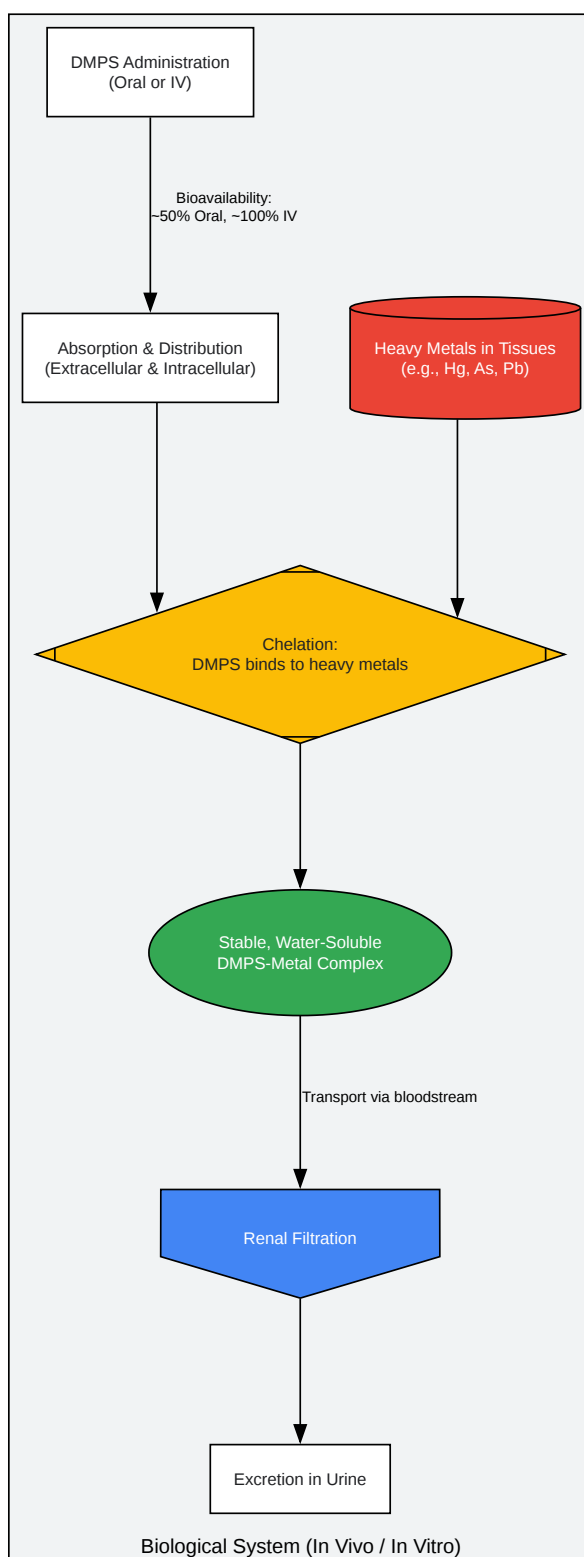 DMPS Administration
(Oral or IV)
Bioavailability:
~50% Oral, ~100% IV
Absorption & Distribution
(Extracellular & Intracellular)
Heavy Metals in Tissues
(e.g., Hg, As, Pb)
Chelation:
DMPS binds to heavy metals
Stable, Water-Soluble
DMPS-Metal Complex
Transport via bloodstream
Renal Filtration
Excretion in Urine
Biological System (In Vivo / In Vitro)